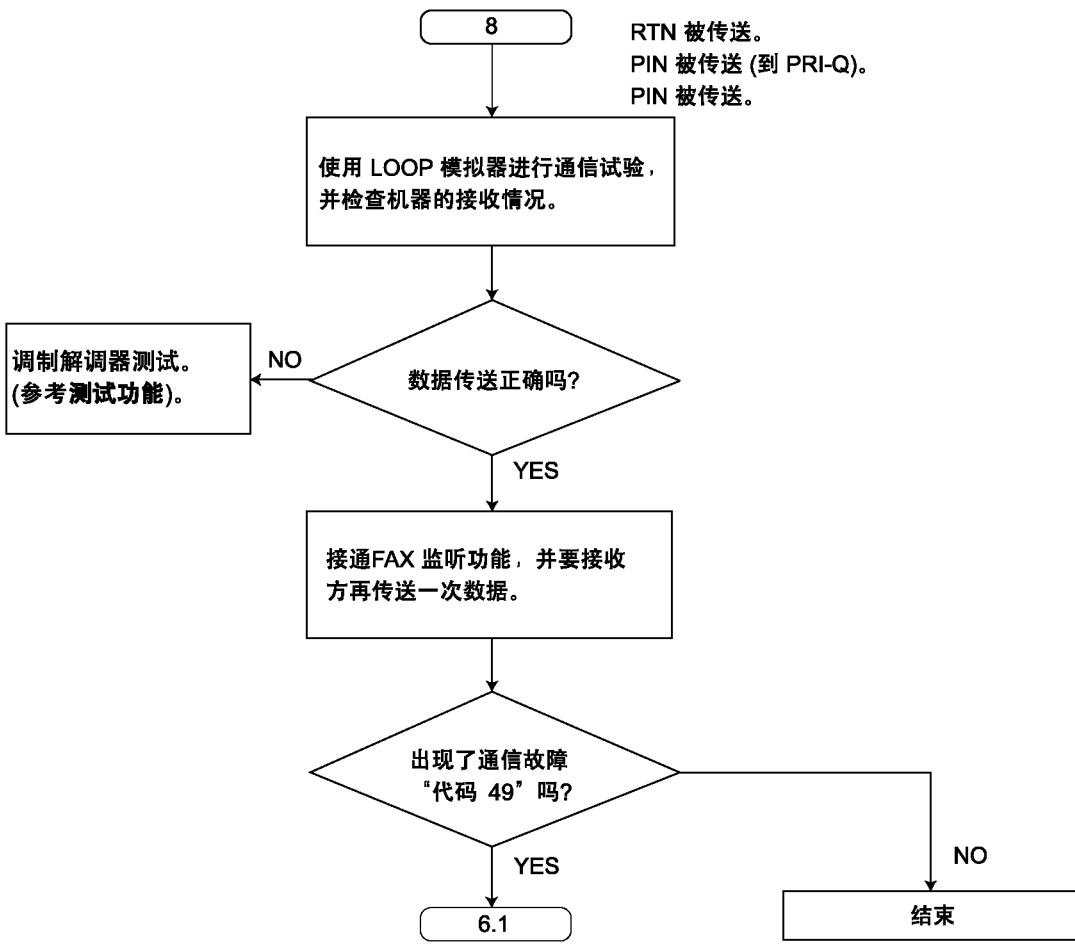 8
RTN 被传送。
PIN 被传送 (到 PRI-Q)。
PIN 被传送。
使用 LOOP 模拟器进行通信试验，
并检查机器的接收情况。
调制解调器测试。
(参考测试功能)。
NO
数据传送正确吗?
YES
接通FAX 监听功能，并要接收
方再传送一次数据。
出现了通信故障
“代码 49”吗?
YES
NO
6.1
结束